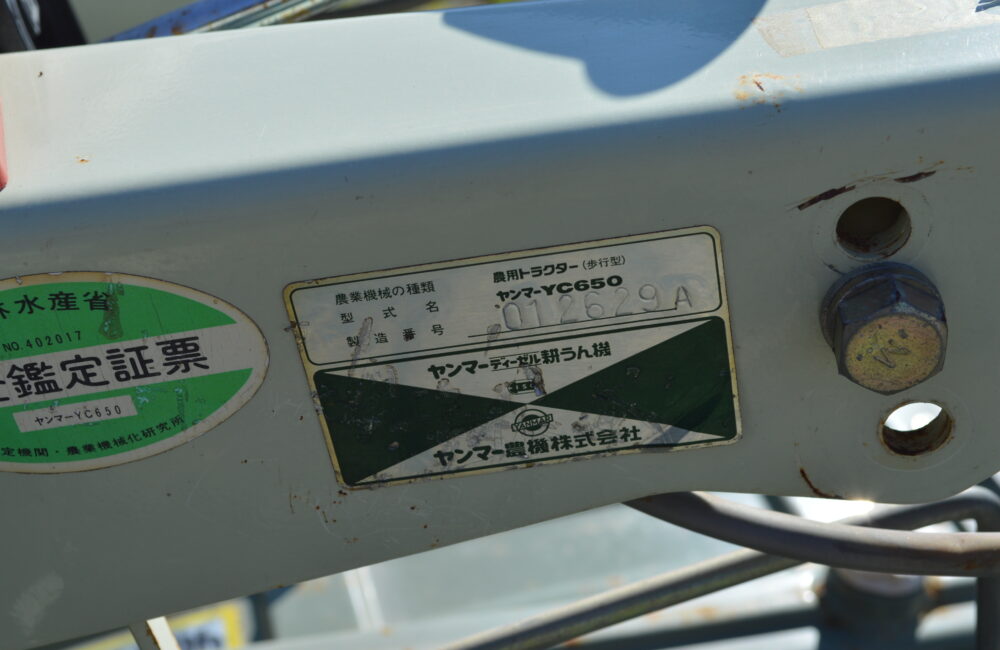 林水産省
NO.402017
鑑定証票
ヤンマーYC650
定機関・農業機械化研究所
農業機械の種類 農用トラクター(歩行型)
型式名 ヤンマーYC650
製造番号 012629A
ヤンマーディーゼル耕うん機
YANMAR
ヤンマー農機株式会社